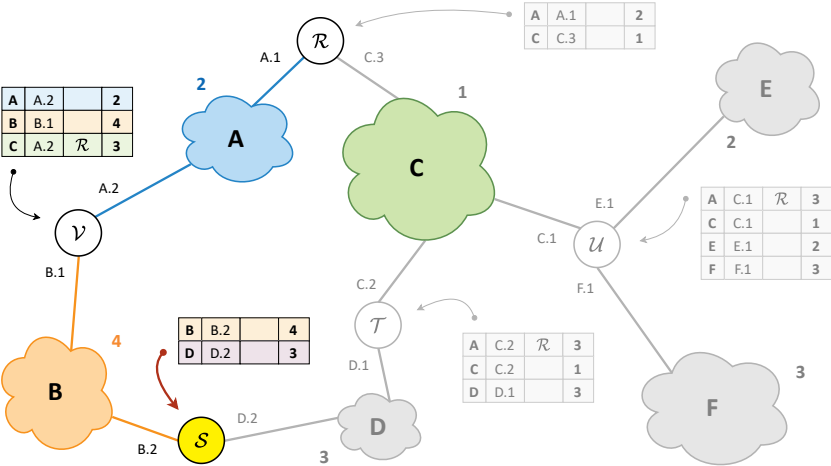 A A.1 2
C C.3 1
ℛ
A.1
C.3
2
1
A A.2 2
B B.1 4
C A.2 ℛ 3
A
C
E
2
A.2
E.1
A C.1 ℛ 3
C C.1 1
E E.1 2
F F.1 3
𝒱
C.1
𝒰
B.1
C.2
F.1
B B.2 4
D D.2 3
𝒯
4
A C.2 ℛ 3
C C.2 1
D D.1 3
D.1
3
B
D.2
D
F
B.2
𝒮
3